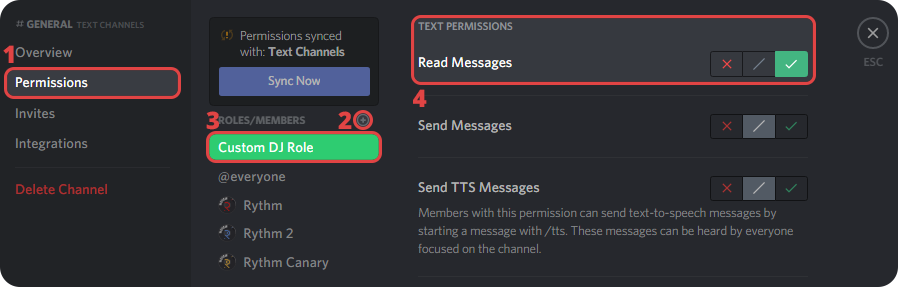 # GENERAL TEXT CHANNELS
1
Overview
Permissions
Invites
Integrations
Delete Channel
Permissions synced
with: Text Channels
Sync Now
3 ROLES/MEMBERS 2
Custom DJ Role
@everyone
Rythm
Rythm 2
Rythm Canary
TEXT PERMISSIONS
Read Messages
4
Send Messages
Send TTS Messages
Members with this permission can send text-to-speech messages by
starting a message with /tts. These messages can be heard by everyone
focused on the channel.
ESC